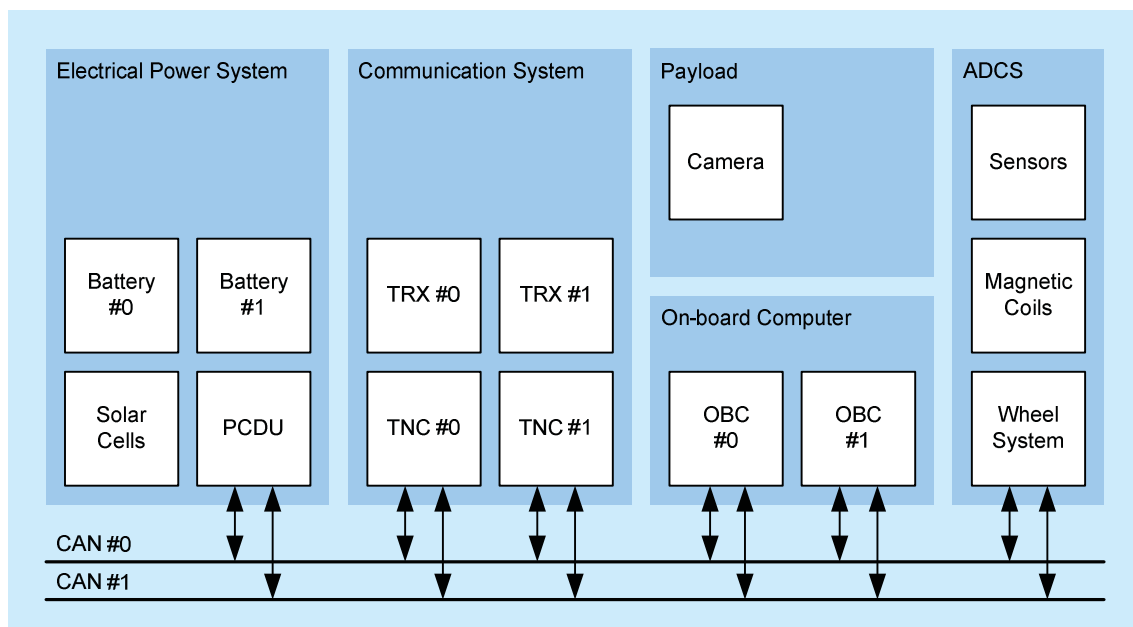 Electrical Power System
Communication System
Payload
ADCS
Camera
Sensors
Battery
#0
Battery
#1
TRX #0
TRX #1
Magnetic
Coils
On-board Computer
Solar
Cells
PCDU
TNC #0
TNC #1
OBC
#0
OBC
#1
Wheel
System
CAN #0
CAN #1